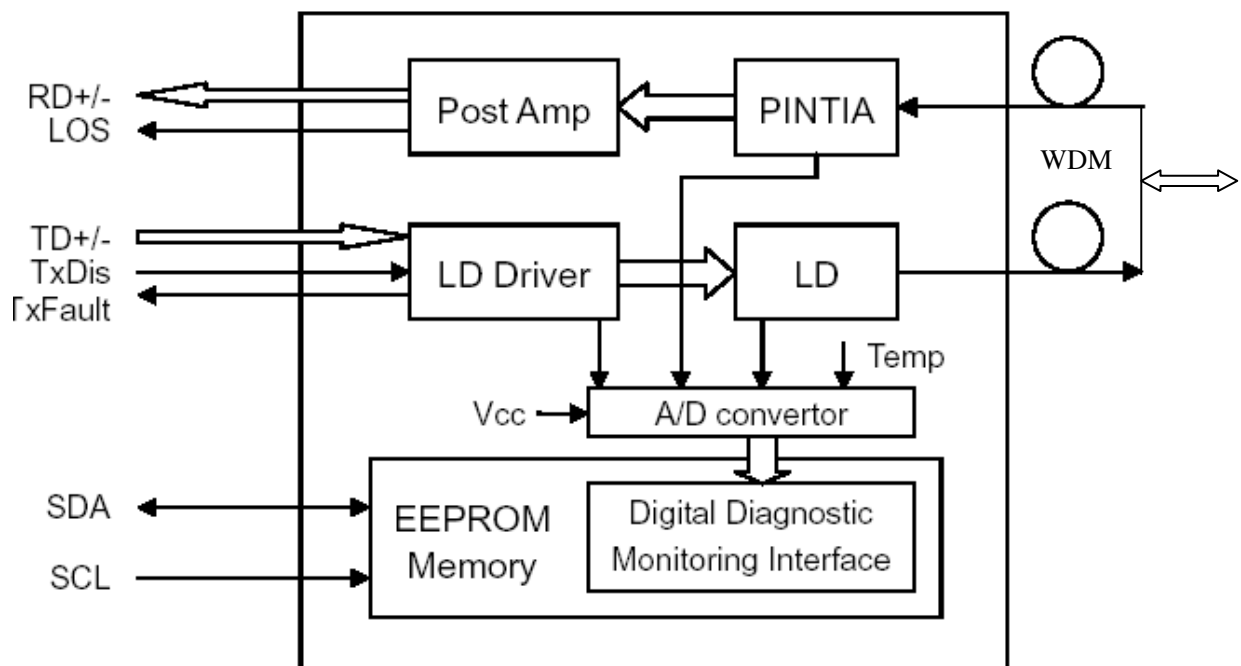 RD+/-
LOS
Post Amp
PINTIA
WDM
TD+/-
TxDis
TxFault
LD Driver
LD
Temp
Vcc
A/D convertor
SDA
SCL
EEPROM
Memory
Digital Diagnostic
Monitoring Interface